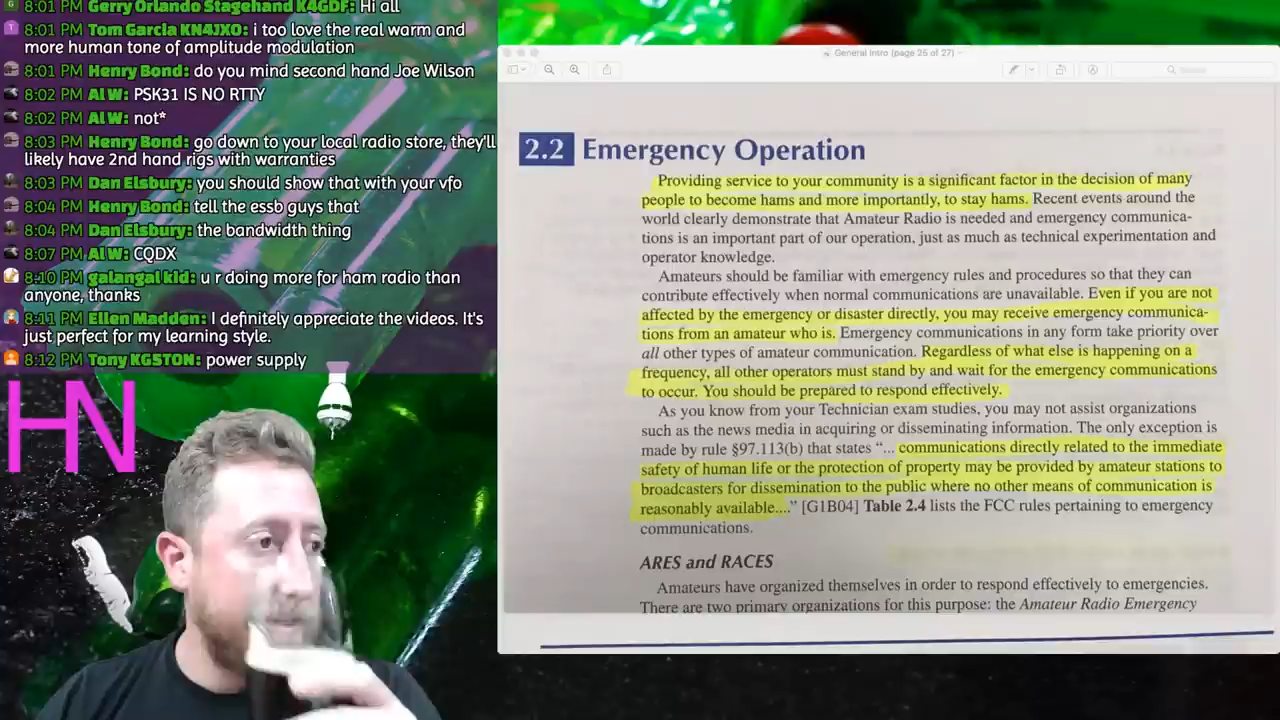 8:01 PM Gerry Orlando Stagehand K4GDF: Hi all
8:01 PM Tom Garcia KN4JXO: i too love the real warm and
more human tone of amplitude modulation
8:01 PM Henry Bond: do you mind second hand Joe Wilson
8:02 PM Al W: PSK31 IS NO RTTY
8:02 PM Al W: not*
8:03 PM Henry Bond: go down to your local radio store, they'll
likely have 2nd hand rigs with warranties
8:03 PM Dan Elsbury: you should show that with your vfo
8:04 PM Henry Bond: tell the essb guys that
8:04 PM Dan Elsbury: the bandwidth thing
8:07 PM Al W: CQDX
8:10 PM galangal kid: u r doing more for ham radio than
anyone, thanks
8:11 PM Ellen Madden: I definitely appreciate the videos. It's
just perfect for my learning style.
8:12 PM Tony KG5TON: power supply
HN
General Intro (page 25 of 27)
Search
2.2 Emergency Operation
Providing service to your community is a significant factor in the decision of many
people to become hams and more importantly, to stay hams. Recent events around the
world clearly demonstrate that Amateur Radio is needed and emergency communica-
tions is an important part of our operation, just as much as technical experimentation and
operator knowledge.
Amateurs should be familiar with emergency rules and procedures so that they can
contribute effectively when normal communications are unavailable. Even if you are not
affected by the emergency or disaster directly, you may receive emergency communica-
tions from an amateur who is. Emergency communications in any form take priority over
all other types of amateur communication. Regardless of what else is happening on a
frequency, all other operators must stand by and wait for the emergency communications
to occur. You should be prepared to respond effectively.
As you know from your Technician exam studies, you may not assist organizations
such as the news media in acquiring or disseminating information. The only exception is
made by rule §97.113(b) that states “... communications directly related to the immediate
safety of human life or the protection of property may be provided by amateur stations to
broadcasters for dissemination to the public where no other means of communication is
reasonably available....” [G1B04] Table 2.4 lists the FCC rules pertaining to emergency
communications.
ARES and RACES
Amateurs have organized themselves in order to respond effectively to emergencies.
There are two primary organizations for this purpose: the Amateur Radio Emergency